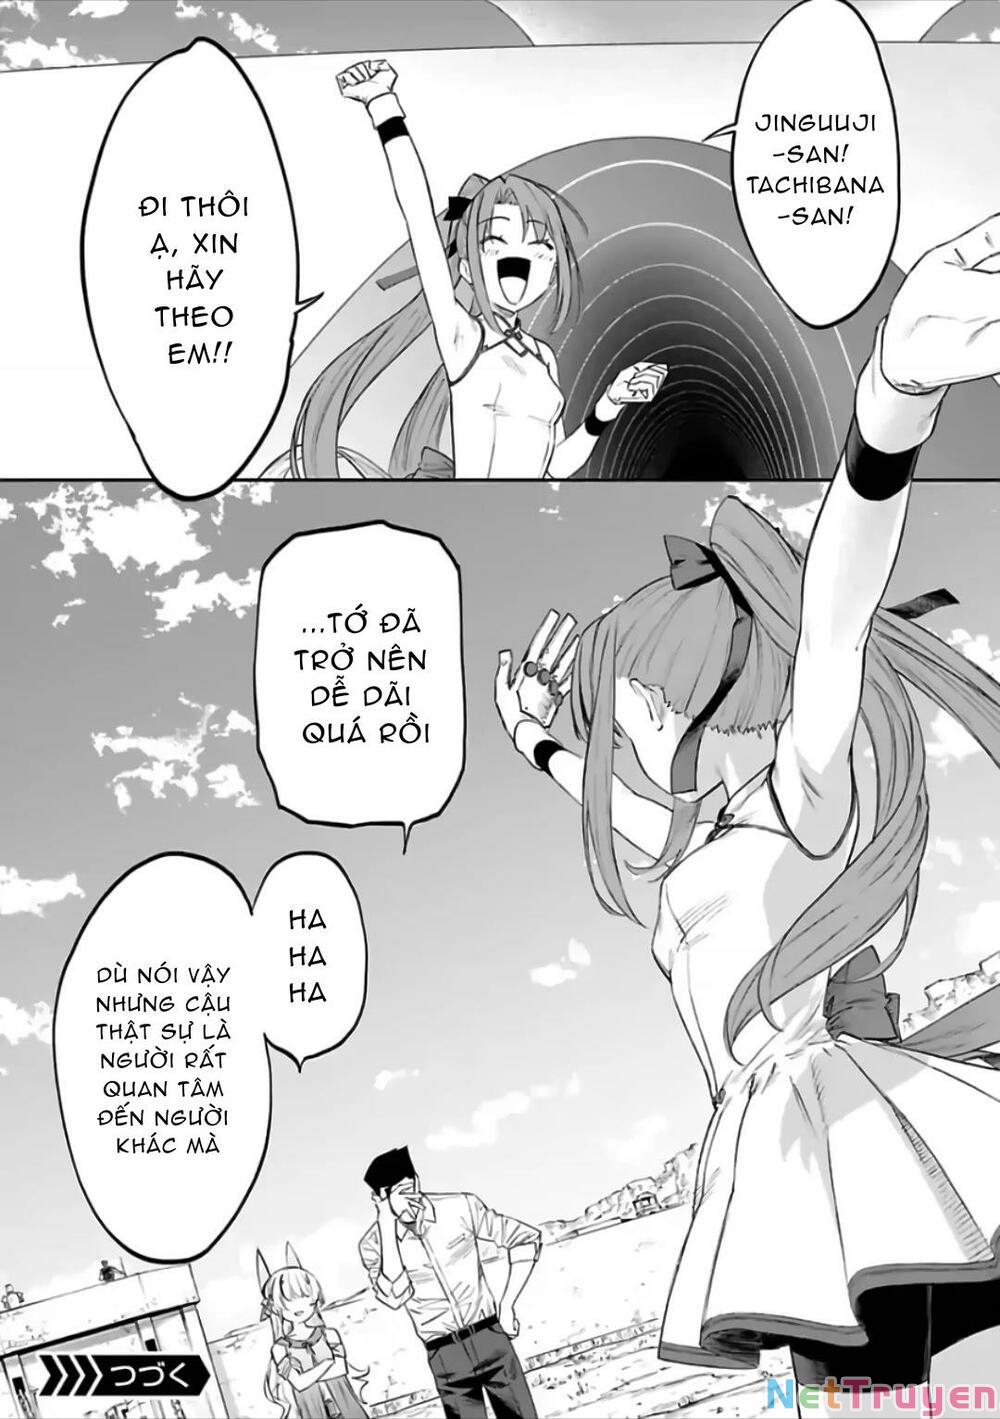 JINGUUJI
-SAN!
TACHIBANA
-SAN!
ĐI THÔI
Ạ, XIN
HÃY
THEO
EM!!
...TỚ ĐÃ
TRỞ NÊN
DỄ DÃI
QUÁ RỒI
HA
HA
HA
DÙ NÓI VẬY
NHƯNG CẬU
THẬT SỰ LÀ
NGƯỜI RẤT
QUAN TÂM
ĐẾN NGƯỜI
KHÁC MÀ
つづく
NetTruyen